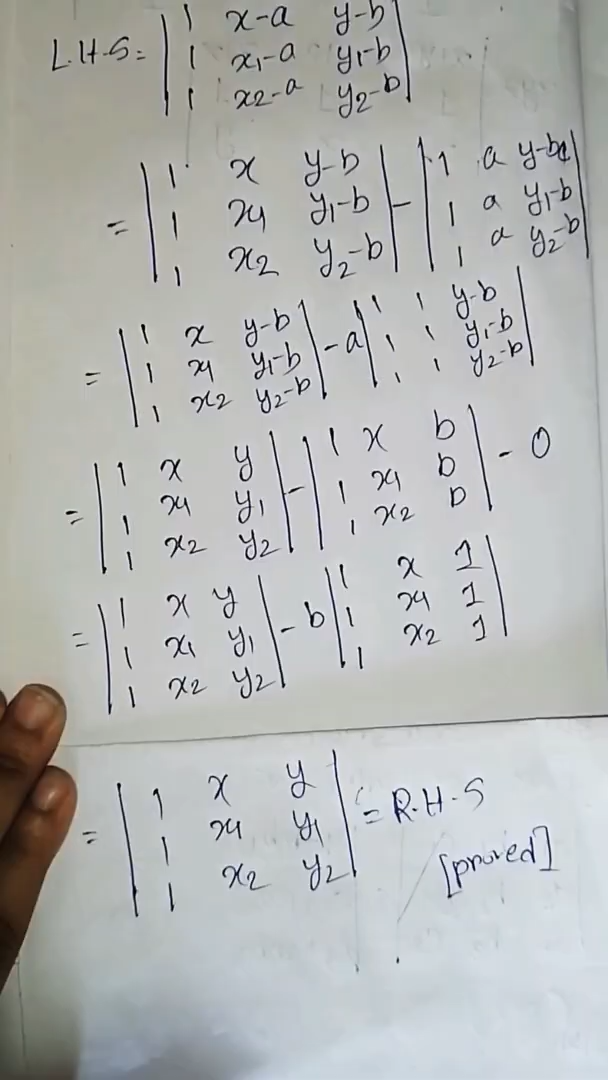 L.H.S = | 1 x-a y-b |
| 1 x₁-a y₁-b |
| 1 x₂-a y₂-b |
= | 1 x y-b | - | 1 a y-b |
| 1 x₁ y₁-b | | 1 a y₁-b |
| 1 x₂ y₂-b | | 1 a y₂-b |
= | 1 x y-b | - a | 1 1 y-b |
| 1 x₁ y₁-b | | 1 1 y₁-b |
| 1 x₂ y₂-b | | 1 1 y₂-b |
= | 1 x y | - | 1 x b | - 0
| 1 x₁ y₁ | | 1 x₁ b |
| 1 x₂ y₂ | | 1 x₂ b |
= | 1 x y | - b | 1 x 1 |
| 1 x₁ y₁ | | 1 x₁ 1 |
| 1 x₂ y₂ | | 1 x₂ 1 |
= | 1 x y | = R.H.S
| 1 x₁ y₁ |
| 1 x₂ y₂ | [proved]